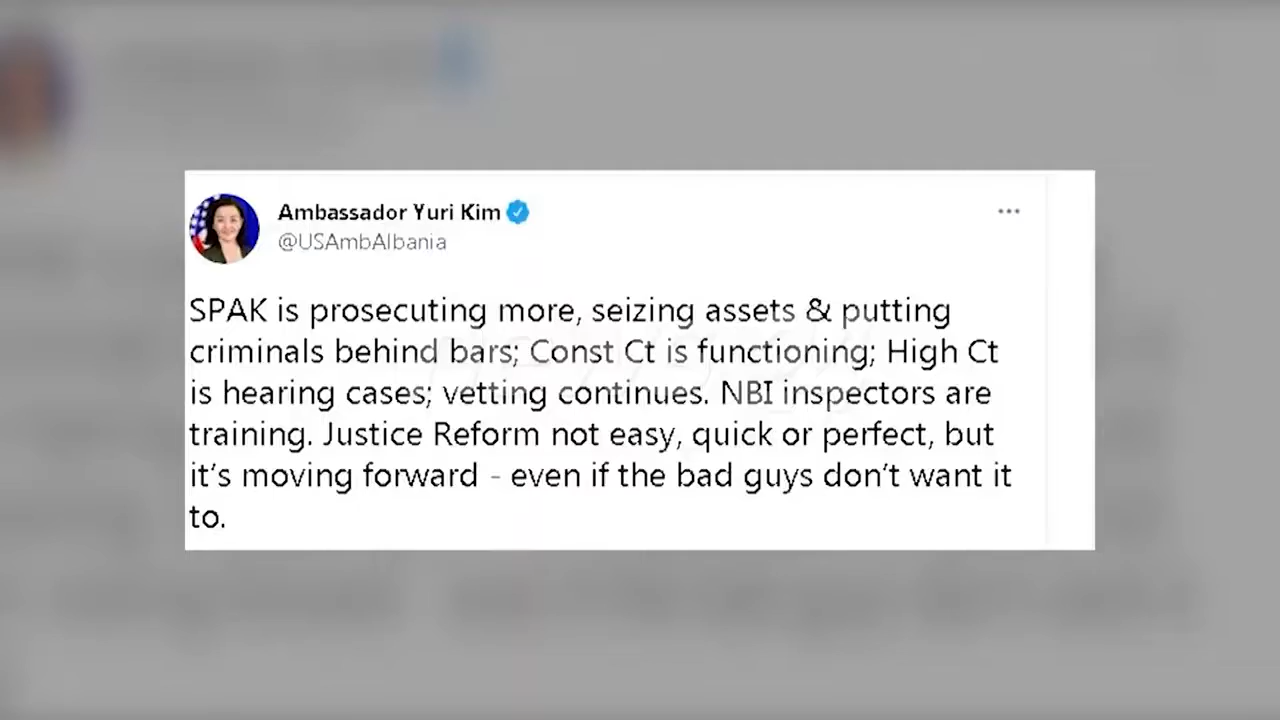 Ambassador Yuri Kim
@USAmbAlbania
SPAK is prosecuting more, seizing assets & putting
criminals behind bars; Const Ct is functioning; High Ct
is hearing cases; vetting continues. NBI inspectors are
training. Justice Reform not easy, quick or perfect, but
it’s moving forward - even if the bad guys don’t want it
to.